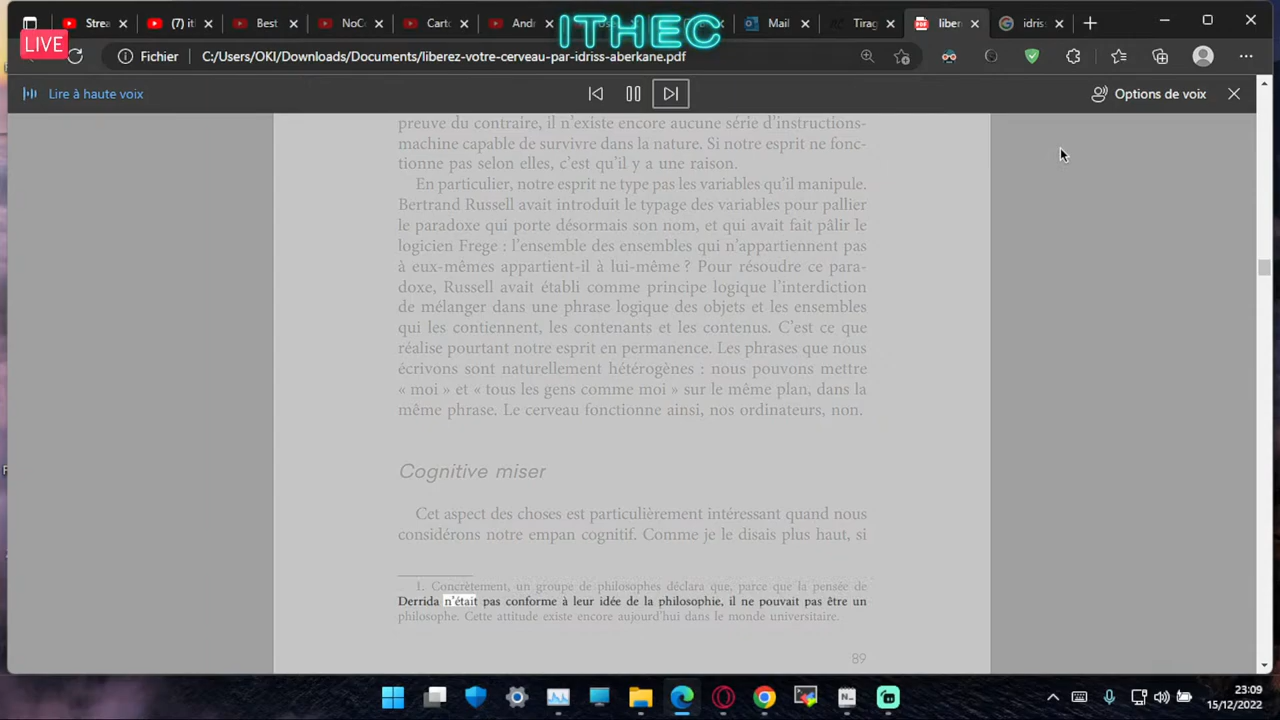 Strea
(7) it
Best
NoCo
Carto
Andr
ITHEC
Mail
Tirag
liber
idris
LIVE
Fichier
C:/Users/OKI/Downloads/Documents/liberez-votre-cerveau-par-idriss-aberkane.pdf
Lire à haute voix
Options de voix
preuve du contraire, il n'existe encore aucune série d'instructions-
machine capable de survivre dans la nature. Si notre esprit ne fonc-
tionne pas selon elles, c'est qu'il y a une raison.
En particulier, notre esprit ne type pas les variables qu'il manipule.
Bertrand Russell avait introduit le typage des variables pour pallier
le paradoxe qui porte désormais son nom, et qui avait fait pâlir le
logicien Frege : l'ensemble des ensembles qui n'appartiennent pas
à eux-mêmes appartient-il à lui-même ? Pour résoudre ce para-
doxe, Russell avait établi comme principe logique l'interdiction
de mélanger dans une phrase logique des objets et les ensembles
qui les contiennent, les contenants et les contenus. C'est ce que
réalise pourtant notre esprit en permanence. Les phrases que nous
écrivons sont naturellement hétérogènes : nous pouvons mettre
« moi » et « tous les gens comme moi » sur le même plan, dans la
même phrase. Le cerveau fonctionne ainsi, nos ordinateurs, non.
Cognitive miser
Cet aspect des choses est particulièrement intéressant quand nous
considérons notre empan cognitif. Comme je le disais plus haut, si
1. Concrètement, un groupe de philosophes déclara que, parce que la pensée de
Derrida n'était pas conforme à leur idée de la philosophie, il ne pouvait pas être un
philosophe. Cette attitude existe encore aujourd'hui dans le monde universitaire.
89
23:09
15/12/2022